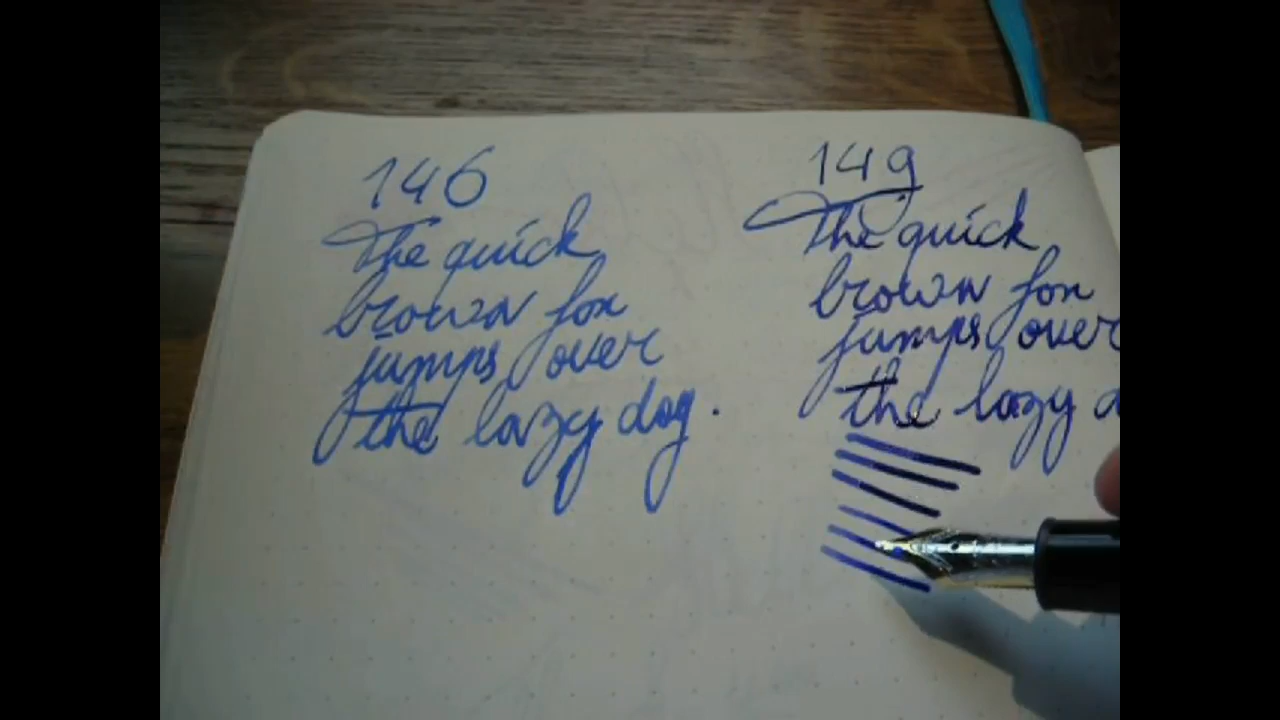 146
The quick
brown fox
jumps over
the lazy dog.
149
The quick
brown fox
jumps over
the lazy d